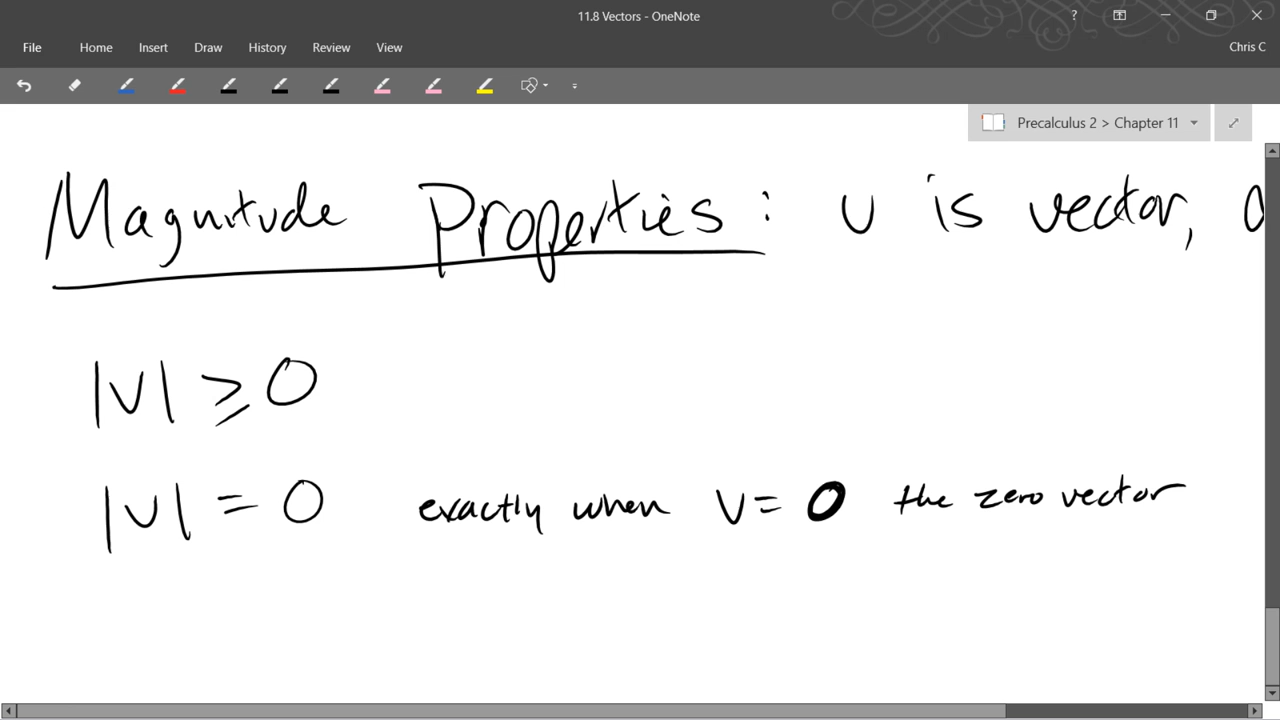 11.8 Vectors - OneNote
?
File Home Insert Draw History Review View
Chris C
Precalculus 2 > Chapter 11
Magnitude Properties: v is vector,
|v| ≥ 0
|v| = 0 exactly when v = 0 the zero vector